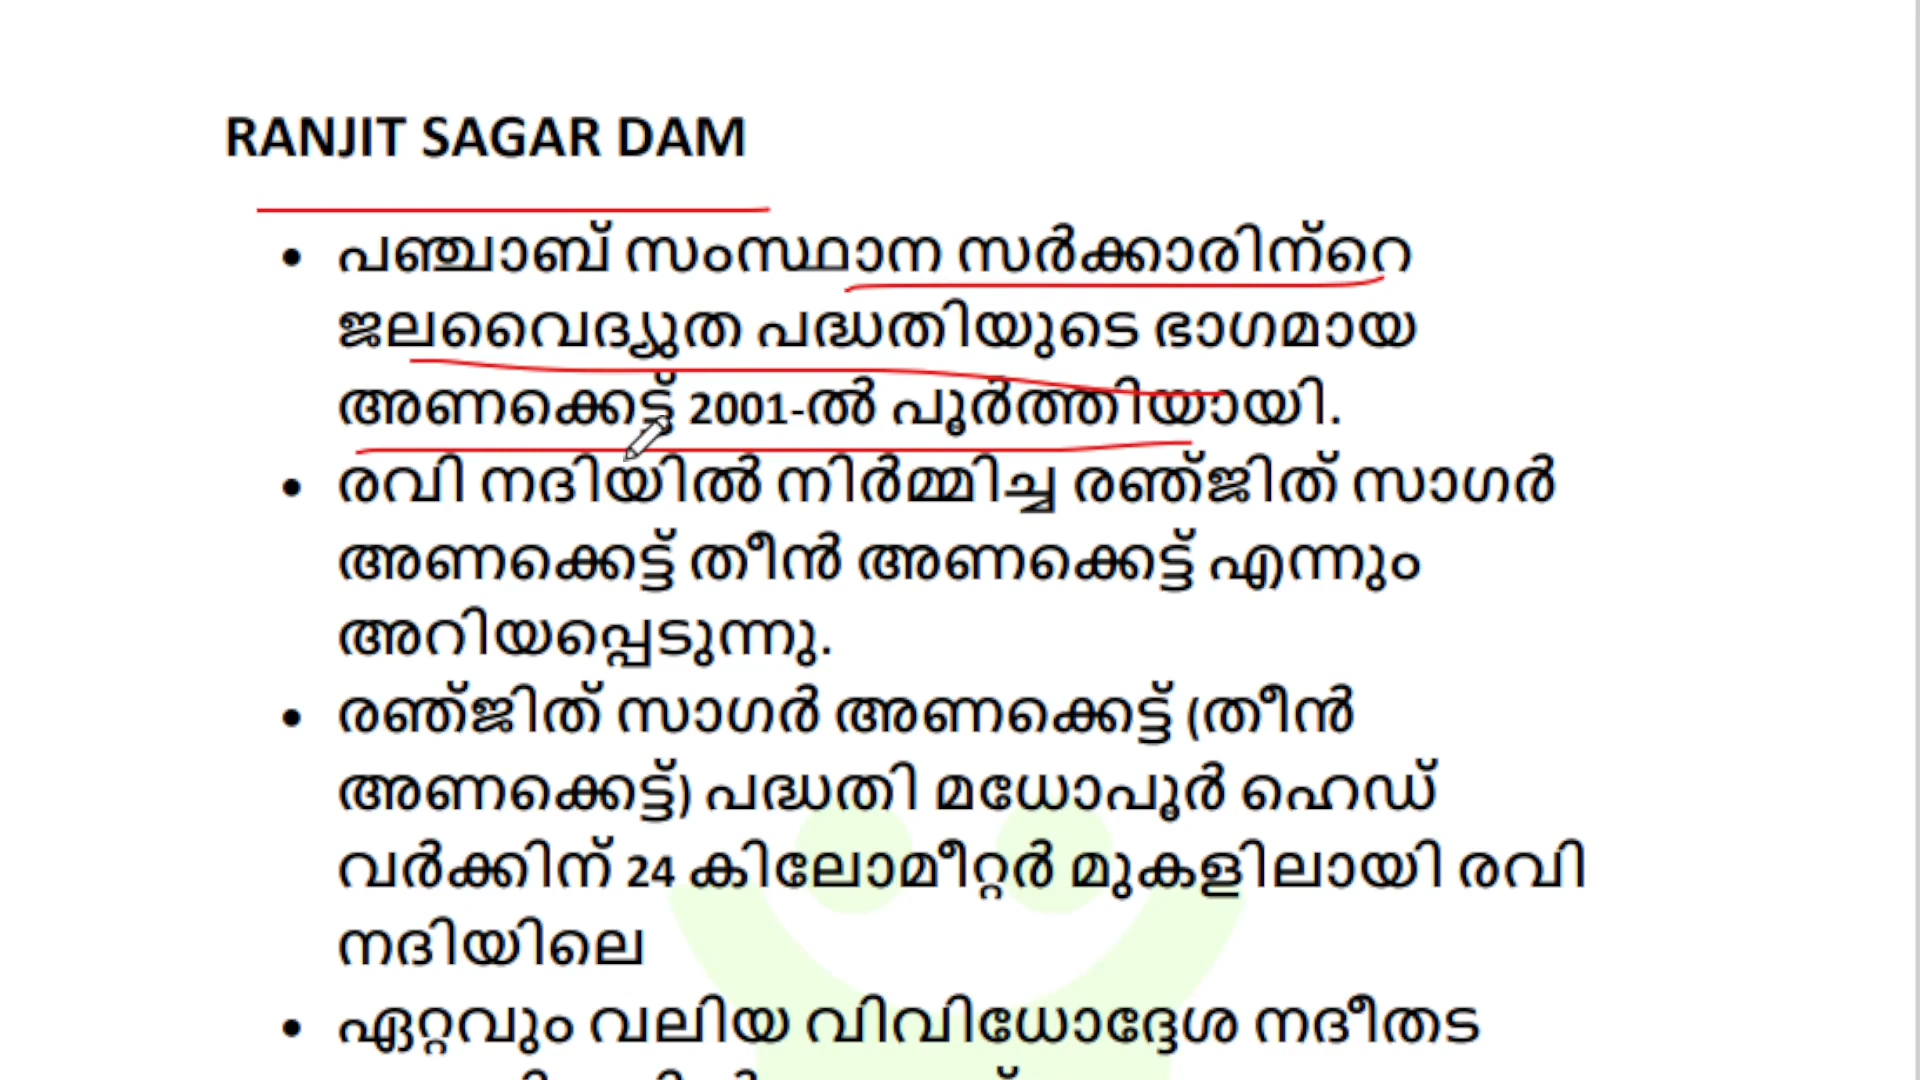 RANJIT SAGAR DAM
• പഞ്ചാബ് സംസ്ഥാന സർക്കാരിന്റെ
ജലവൈദ്യുത പദ്ധതിയുടെ ഭാഗമായ
അണക്കെട്ട് 2001-ൽ പൂർത്തിയായി.
• രവി നദിയിൽ നിർമ്മിച്ച രഞ്ജിത് സാഗർ
അണക്കെട്ട് തീൻ അണക്കെട്ട് എന്നും
അറിയപ്പെടുന്നു.
• രഞ്ജിത് സാഗർ അണക്കെട്ട് (തീൻ
അണക്കെട്ട്) പദ്ധതി മധോപൂർ ഹെഡ്
വർക്കിന് 24 കിലോമീറ്റർ മുകളിലായി രവി
നദിയിലെ
• ഏറ്റവും വലിയ വിവിധോദ്ദേശ നദീതട